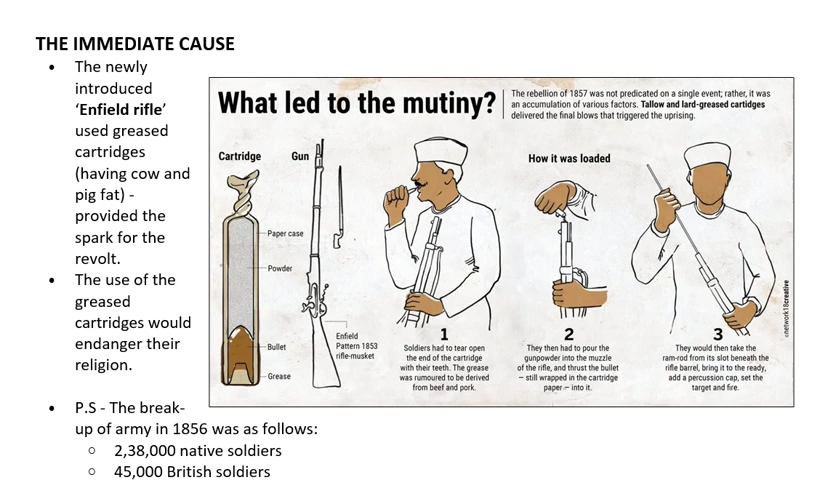 THE IMMEDIATE CAUSE
• The newly
introduced
‘Enfield rifle’
used greased
cartridges
(having cow and
pig fat) -
provided the
spark for the
revolt.
• The use of the
greased
cartridges would
endanger their
religion.
• P.S - The break-
up of army in 1856 was as follows:
o 2,38,000 native soldiers
o 45,000 British soldiers
What led to the mutiny?
The rebellion of 1857 was not predicated on a single event; rather, it was
an accumulation of various factors. Tallow and lard-greased cartidges
delivered the final blows that triggered the uprising.
Cartridge
Gun
How it was loaded
Paper case
Powder
Bullet
Grease
Enfield
Pattern 1853
rifle-musket
1
Soldiers had to tear open
the end of the cartridge
with their teeth. The grease
was rumoured to be derived
from beef and pork.
2
They then had to pour the
gunpowder into the muzzle
of the rifle, and thrust the bullet
– still wrapped in the cartridge
paper – into it.
3
They would then take the
ram-rod from its slot beneath the
rifle barrel, bring it to the ready,
add a percussion cap, set the
target and fire.
©network18creative